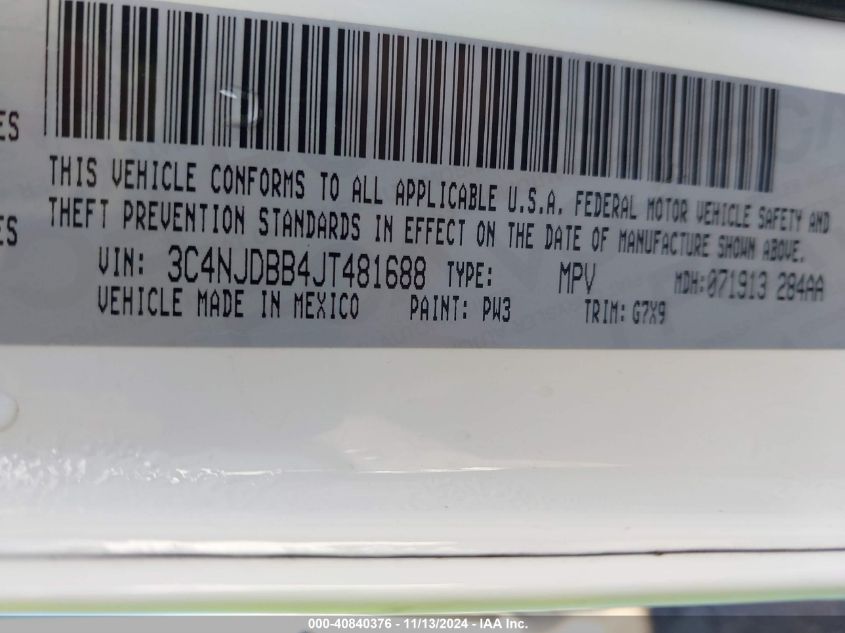 ES
THIS VEHICLE CONFORMS TO ALL APPLICABLE U.S.A. FEDERAL MOTOR VEHICLE SAFETY AND
ES
THEFT PREVENTION STANDARDS IN EFFECT ON THE DATE OF MANUFACTURE SHOWN ABOVE.
VIN: 3C4NJDBB4JT481688 TYPE: MPV MDH:071913 284AA
VEHICLE MADE IN MEXICO PAINT: PW3 TRIM: G7X9
000-40840376 - 11/13/2024 - IAA Inc.